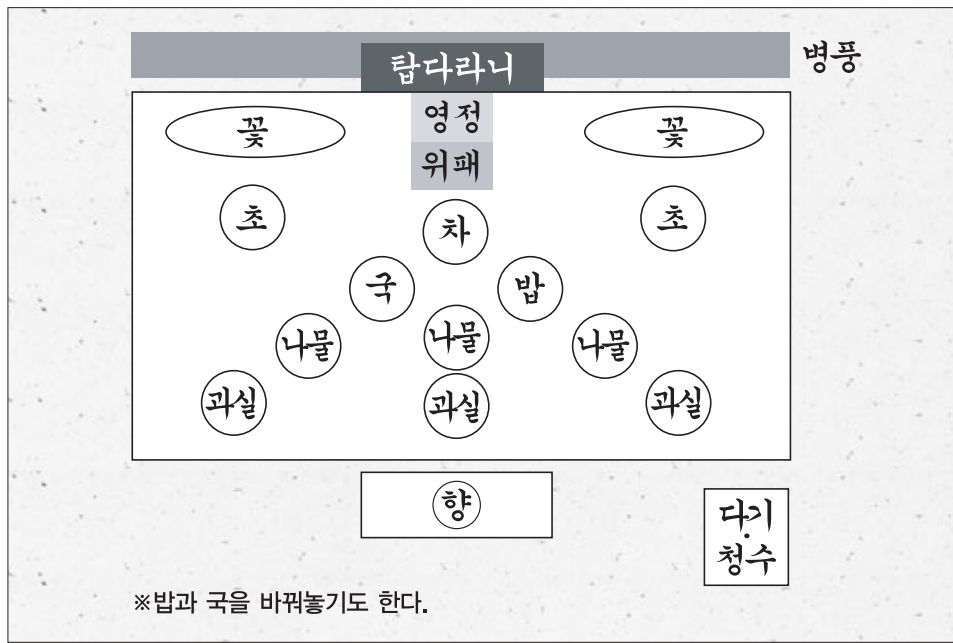 병풍
탑다라니
영정
위패
꽃 꽃
초 차 초
국 밥
나물 나물 나물
과실 과실 과실
향
다기
·
청수
※밥과 국을 바꿔놓기도 한다.